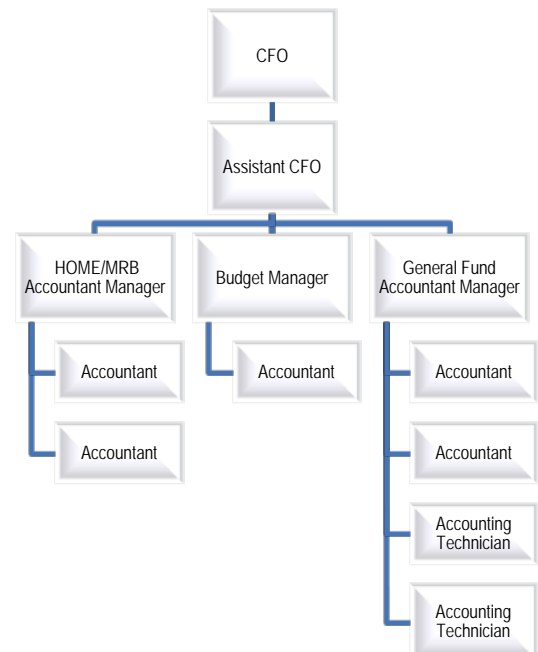 CFO
Assistant CFO
HOME/MRB
Accountant Manager
Budget Manager
General Fund
Accountant Manager
Accountant
Accountant
Accountant
Accountant
Accountant
Accounting
Technician
Accounting
Technician